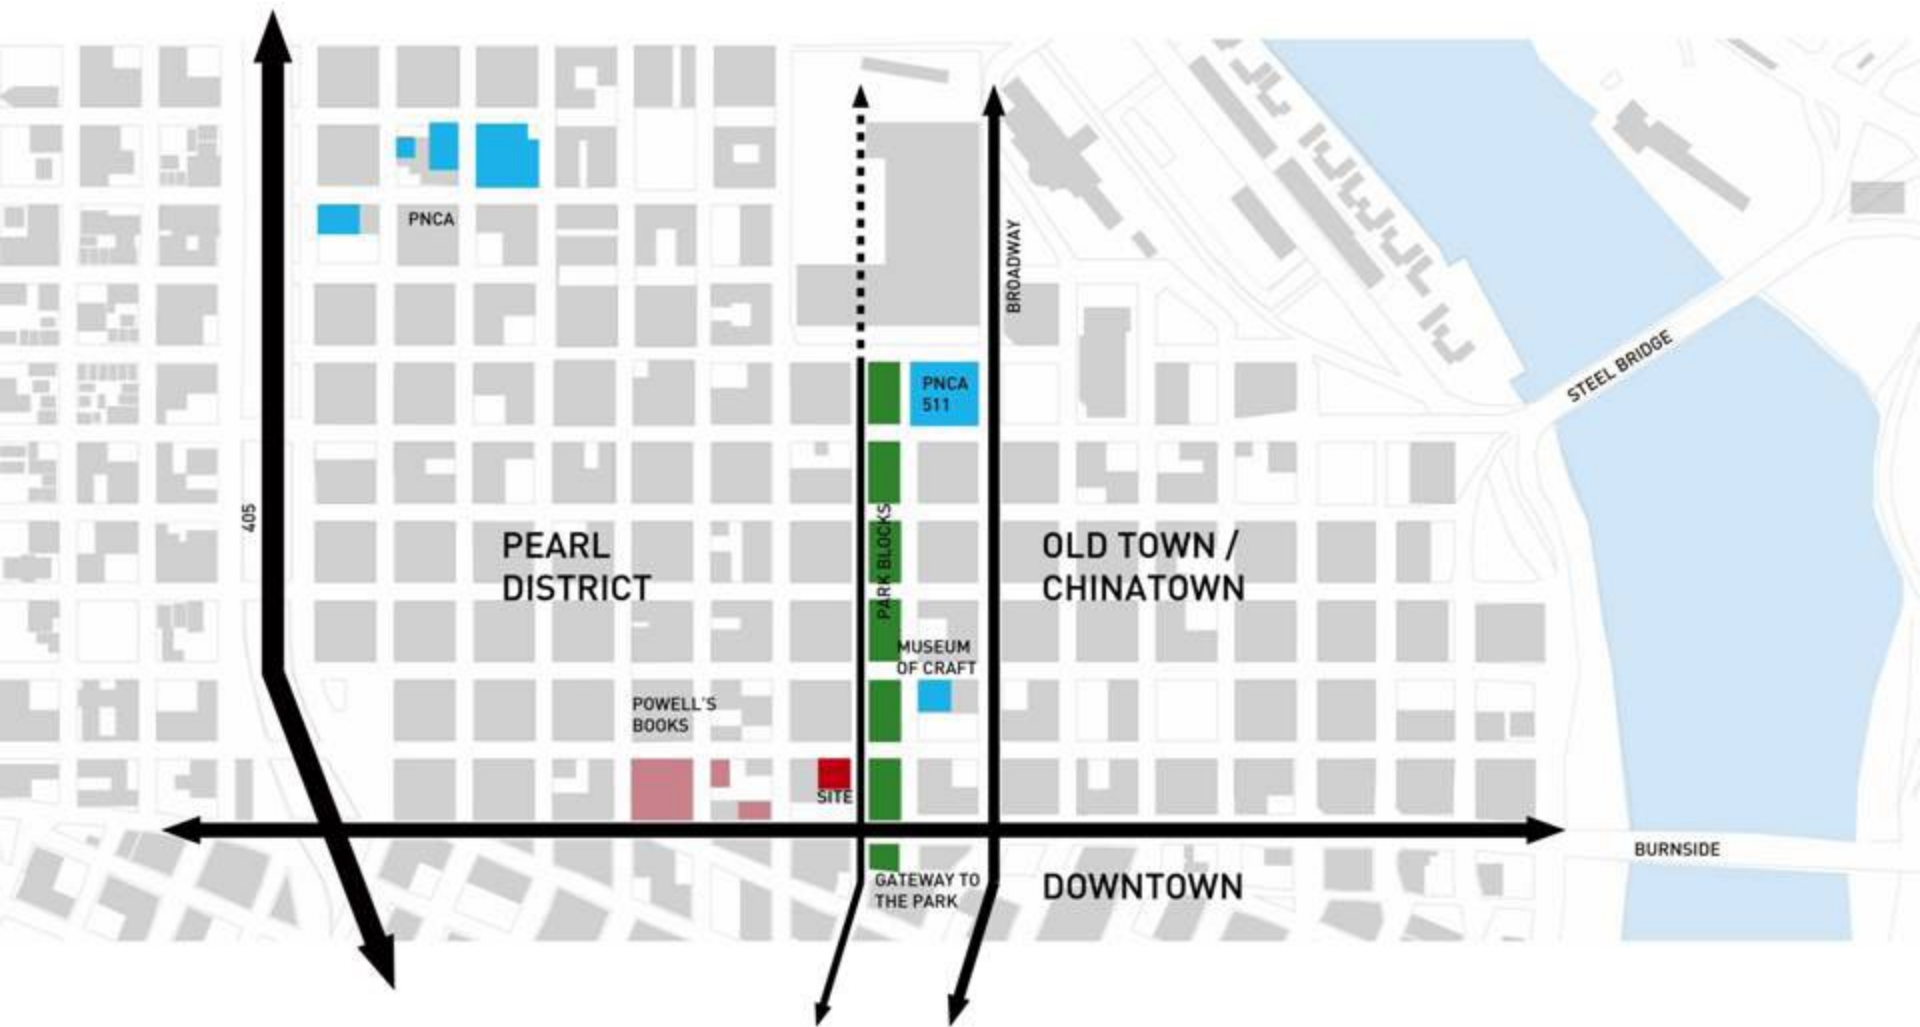 PNCA
BROADWAY
STEEL BRIDGE
PNCA
511
405
PEARL
DISTRICT
PARK BLOCKS
OLD TOWN /
CHINATOWN
MUSEUM
OF CRAFT
POWELL'S
BOOKS
SITE
BURNSIDE
GATEWAY TO
THE PARK
DOWNTOWN